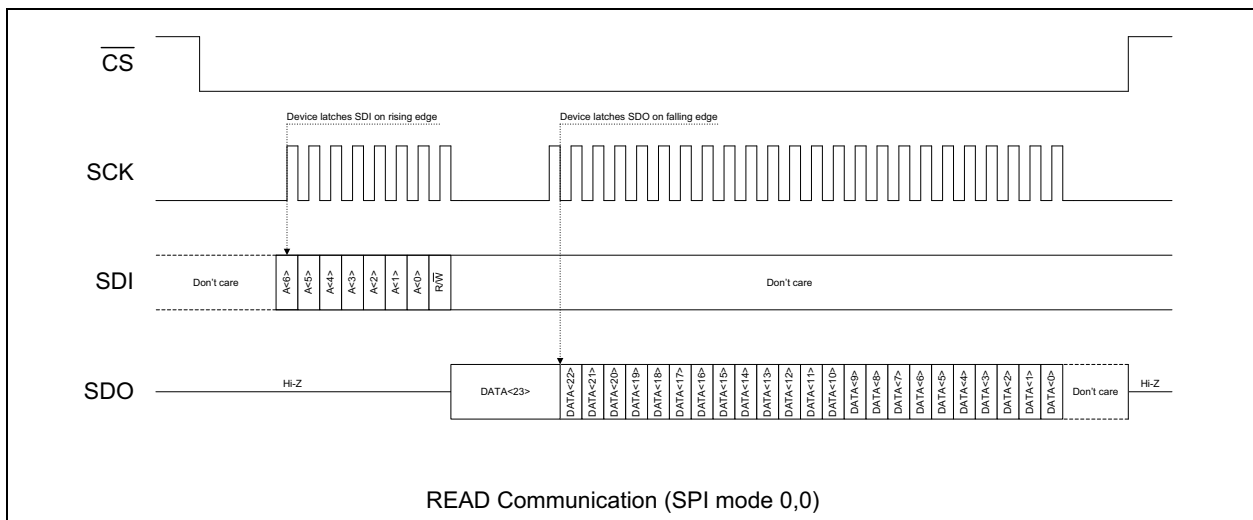 CS
Device latches SDI on rising edge
Device latches SDO on falling edge
SCK
SDI
Don't care
A<6>
A<5>
A<4>
A<3>
A<2>
A<1>
A<0>
R/W
Don't care
SDO
Hi-Z
DATA<23>
DATA<22>
DATA<21>
DATA<20>
DATA<19>
DATA<18>
DATA<17>
DATA<16>
DATA<15>
DATA<14>
DATA<13>
DATA<12>
DATA<11>
DATA<10>
DATA<9>
DATA<8>
DATA<7>
DATA<6>
DATA<5>
DATA<4>
DATA<3>
DATA<2>
DATA<1>
DATA<0>
Don't care
Hi-Z
READ Communication (SPI mode 0,0)